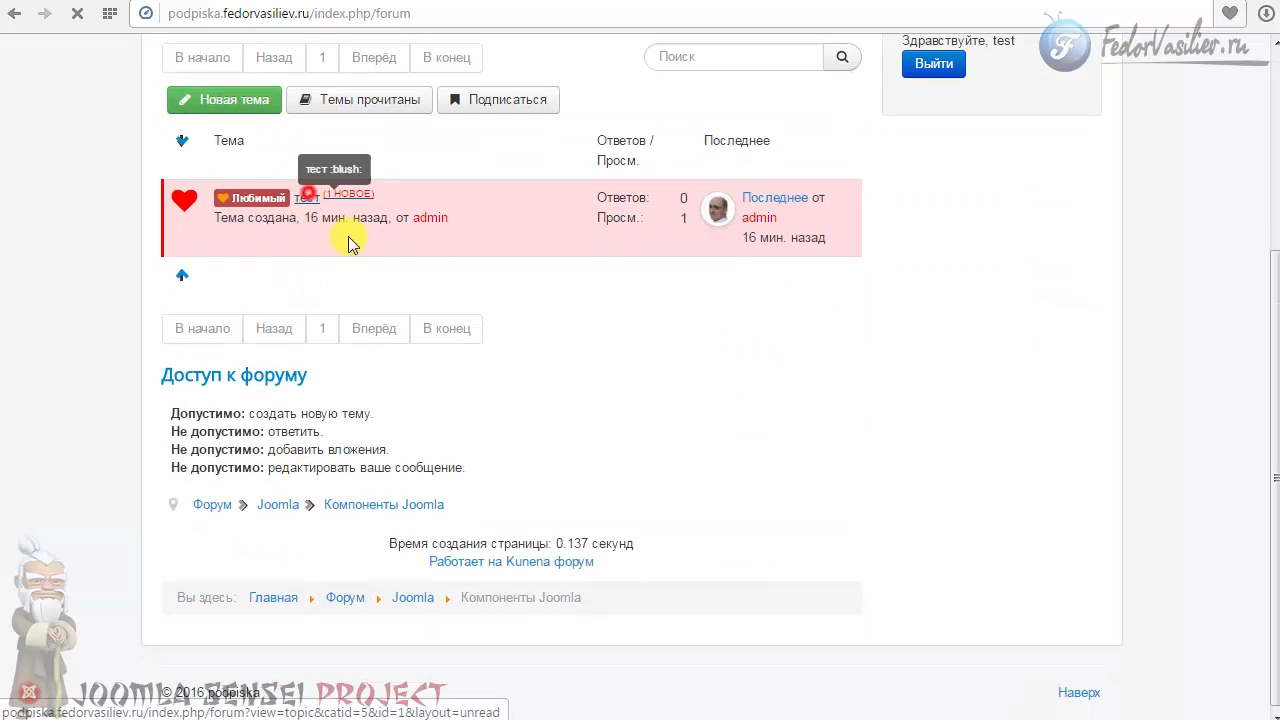 podpiska.fedorvasiliev.ru/index.php/forum
Здравствуйте, test
Выйти
FedorVasiliev.ru
В начало Назад 1 Вперёд В конец
Поиск
Новая тема Темы прочитаны Подписаться
Тема
Ответов /
Просм.
Последнее
тест :blush:
Любимый тест (1 НОВОЕ)
Тема создана, 16 мин. назад, от admin
Ответов: 0
Просм.: 1
Последнее от
admin
16 мин. назад
В начало Назад 1 Вперёд В конец
Доступ к форуму
Допустимо: создать новую тему.
Не допустимо: ответить.
Не допустимо: добавить вложения.
Не допустимо: редактировать ваше сообщение.
Форум Joomla Компоненты Joomla
Время создания страницы: 0.137 секунд
Работает на Kunena форум
Вы здесь: Главная Форум Joomla Компоненты Joomla
© 2016 podpiska
JOOMLA SENSEI PROJECT
Наверх
podpiska.fedorvasiliev.ru/index.php/forum?view=topic&catid=5&id=1&layout=unread